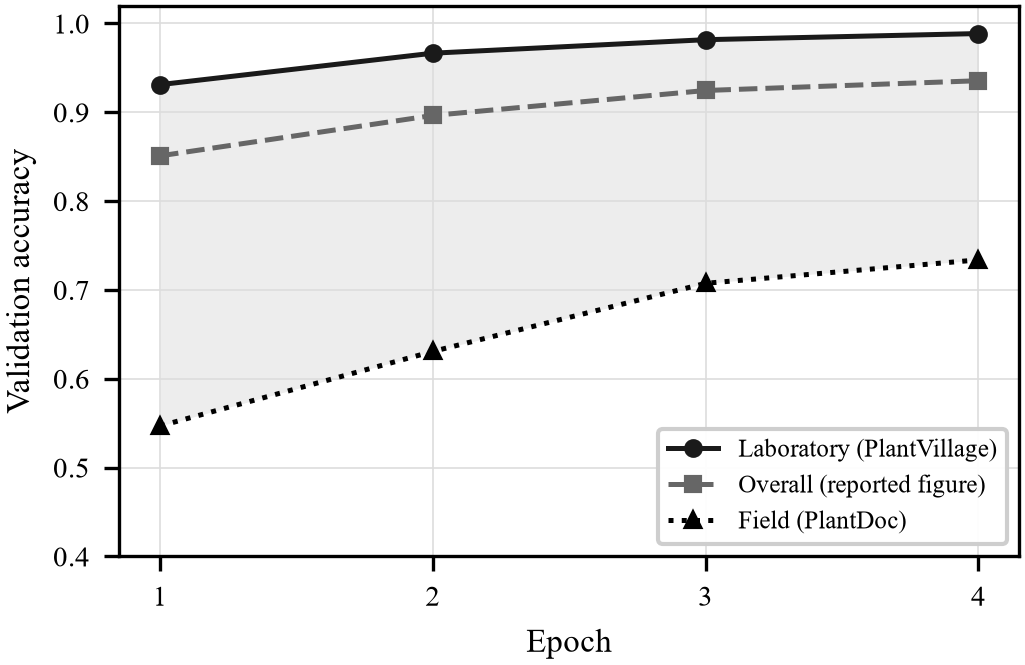 1.0
0.9
0.8
0.7
0.6
0.5
0.4
Validation accuracy
Laboratory (PlantVillage)
Overall (reported figure)
Field (PlantDoc)
1 2 3 4
Epoch